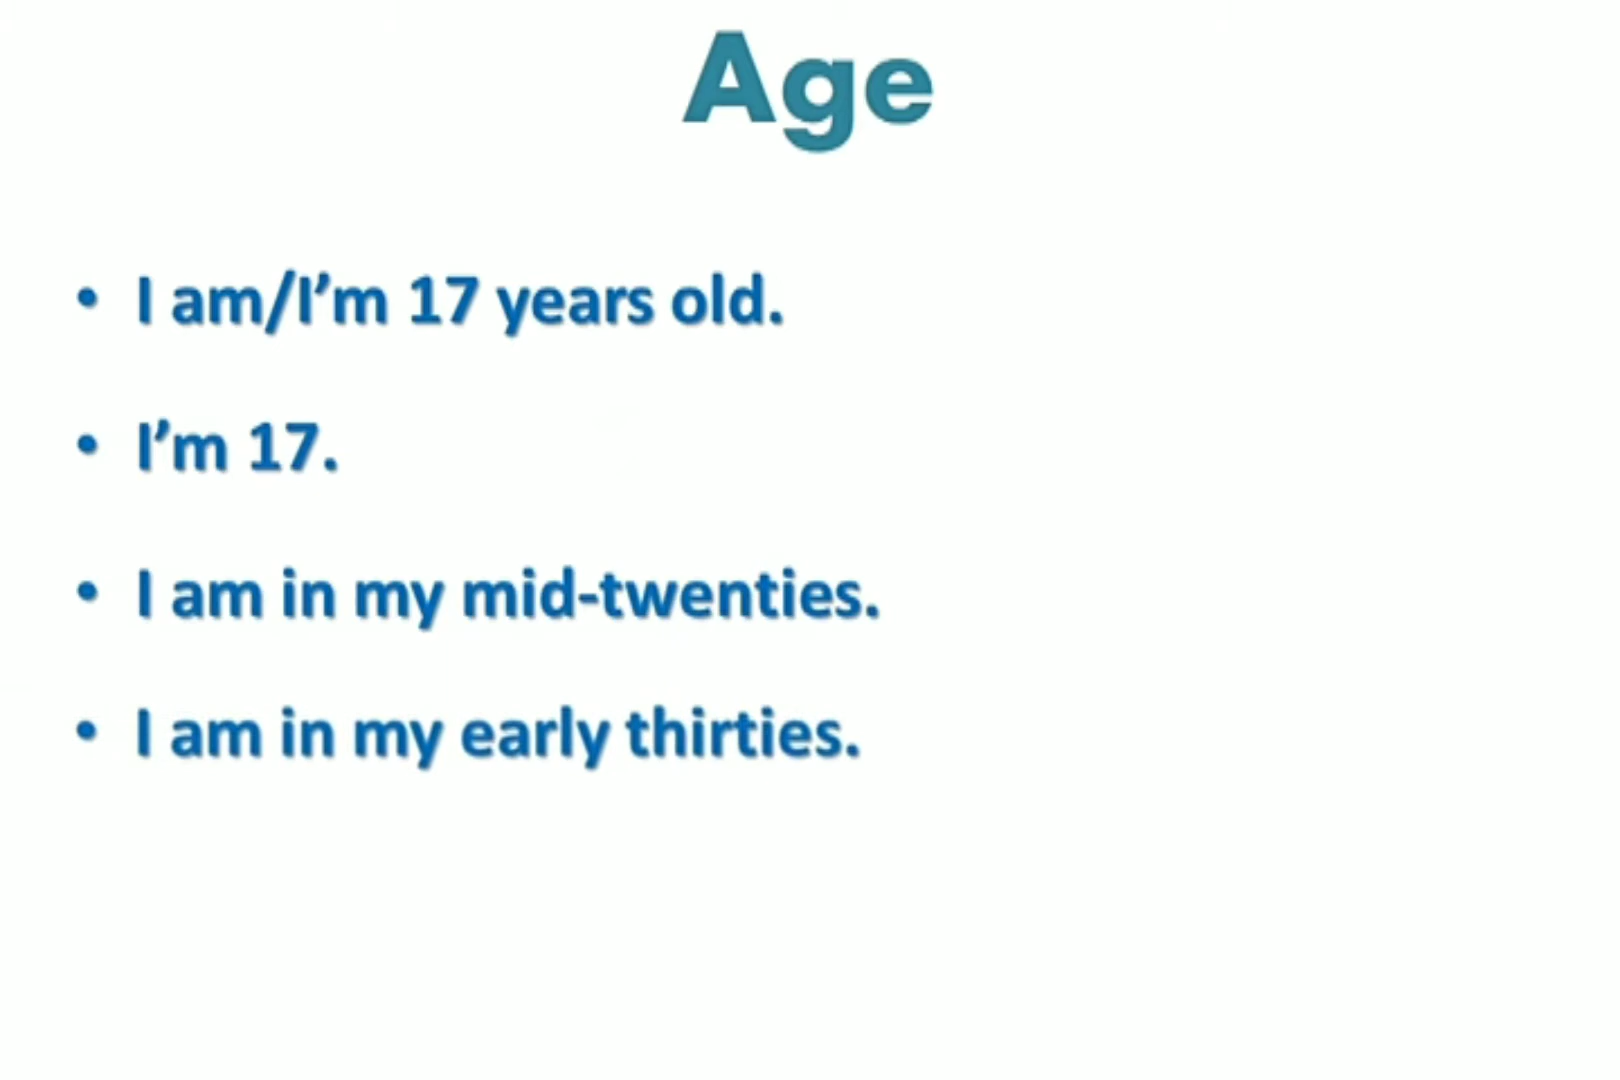 Age
• I am/I’m 17 years old.
• I’m 17.
• I am in my mid-twenties.
• I am in my early thirties.